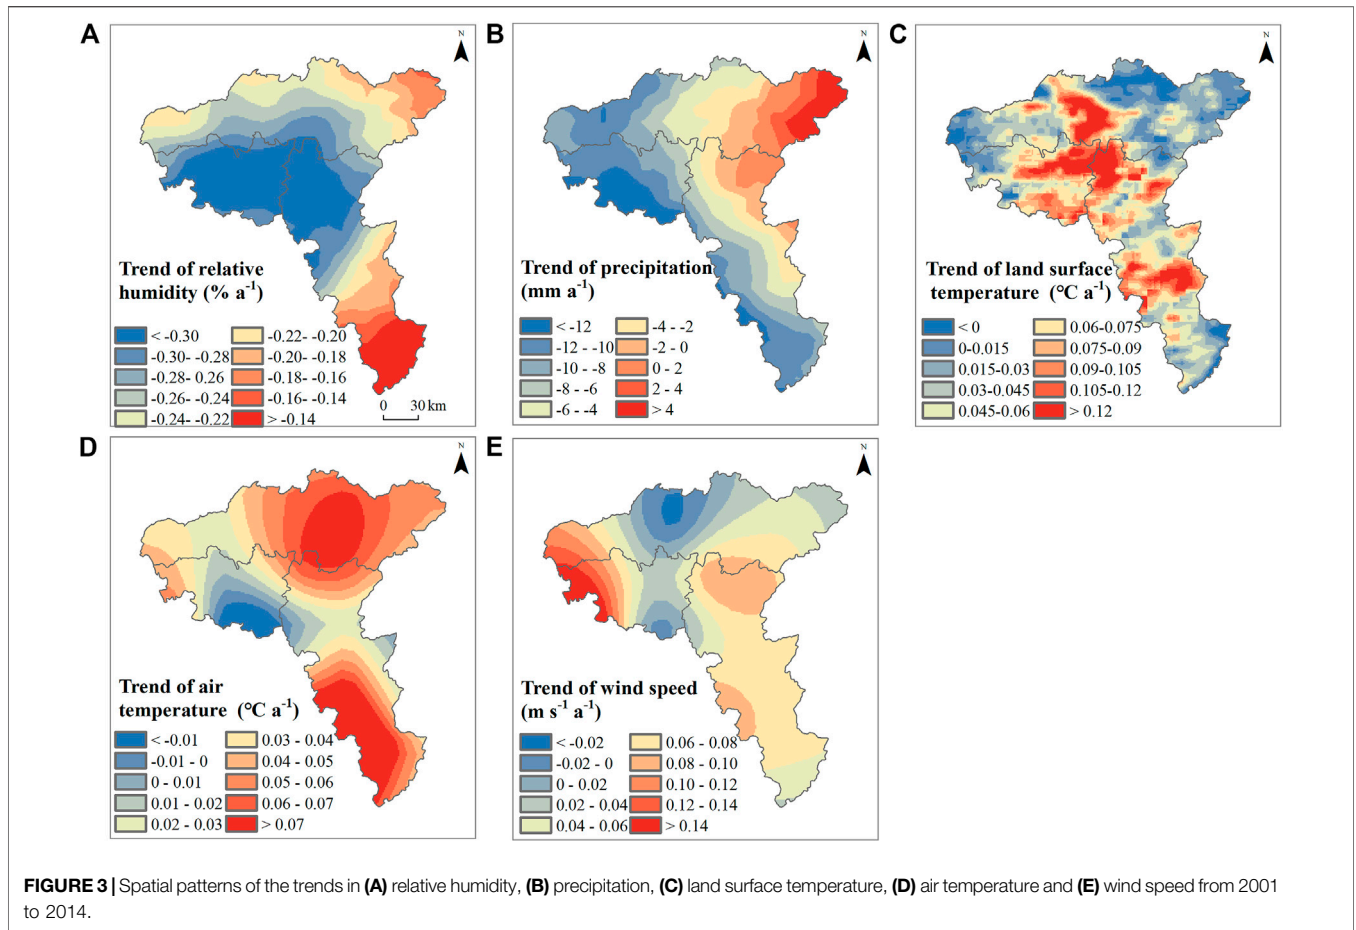 A
N
Trend of relative
humidity (% a⁻¹)
< -0.30
-0.30- -0.28
-0.28- 0.26
-0.26- -0.24
-0.24- -0.22
-0.22- -0.20
-0.20- -0.18
-0.18- -0.16
-0.16- -0.14
> -0.14
0 30 km
B
N
Trend of precipitation
(mm a⁻¹)
< -12
-12 - -10
-10 - -8
-8 - -6
-6 - -4
-4 - -2
-2 - 0
0 - 2
2 - 4
> 4
C
N
Trend of land surface
temperature (℃ a⁻¹)
< 0
0-0.015
0.015-0.03
0.03-0.045
0.045-0.06
0.06-0.075
0.075-0.09
0.09-0.105
0.105-0.12
> 0.12
D
N
Trend of air
temperature (℃ a⁻¹)
< -0.01
-0.01 - 0
0 - 0.01
0.01 - 0.02
0.02 - 0.03
0.03 - 0.04
0.04 - 0.05
0.05 - 0.06
0.06 - 0.07
> 0.07
E
N
Trend of wind speed
(m s⁻¹ a⁻¹)
< -0.02
-0.02 - 0
0 - 0.02
0.02 - 0.04
0.04 - 0.06
0.06 - 0.08
0.08 - 0.10
0.10 - 0.12
0.12 - 0.14
> 0.14
FIGURE 3 | Spatial patterns of the trends in (A) relative humidity, (B) precipitation, (C) land surface temperature, (D) air temperature and (E) wind speed from 2001
to 2014.